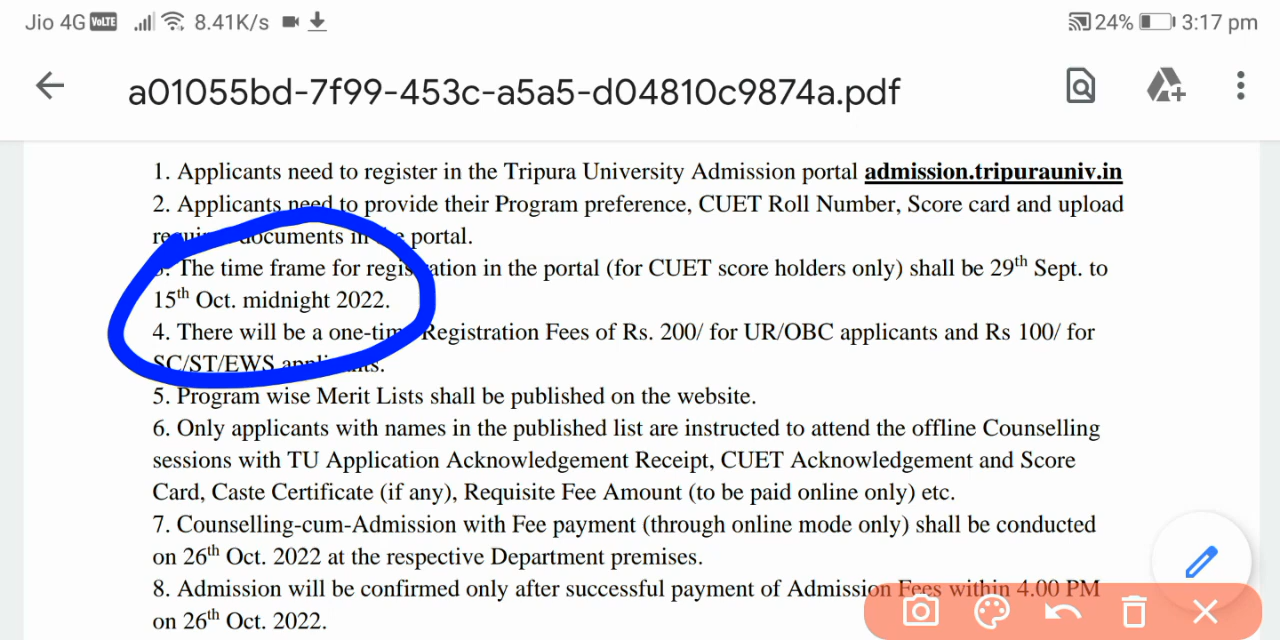 Jio 4G VoLTE 8.41K/s 24% 3:17 pm
a01055bd-7f99-453c-a5a5-d04810c9874a.pdf
1. Applicants need to register in the Tripura University Admission portal admission.tripurauniv.in
2. Applicants need to provide their Program preference, CUET Roll Number, Score card and upload
documents in portal.
3. The time frame for registration in the portal (for CUET score holders only) shall be 29th Sept. to
15th Oct. midnight 2022.
4. There will be a one-time Registration Fees of Rs. 200/ for UR/OBC applicants and Rs 100/ for
SC/ST/EWS applicants.
5. Program wise Merit Lists shall be published on the website.
6. Only applicants with names in the published list are instructed to attend the offline Counselling
sessions with TU Application Acknowledgement Receipt, CUET Acknowledgement and Score
Card, Caste Certificate (if any), Requisite Fee Amount (to be paid online only) etc.
7. Counselling-cum-Admission with Fee payment (through online mode only) shall be conducted
on 26th Oct. 2022 at the respective Department premises.
8. Admission will be confirmed only after successful payment of Admission Fees within 4.00 PM
on 26th Oct. 2022.